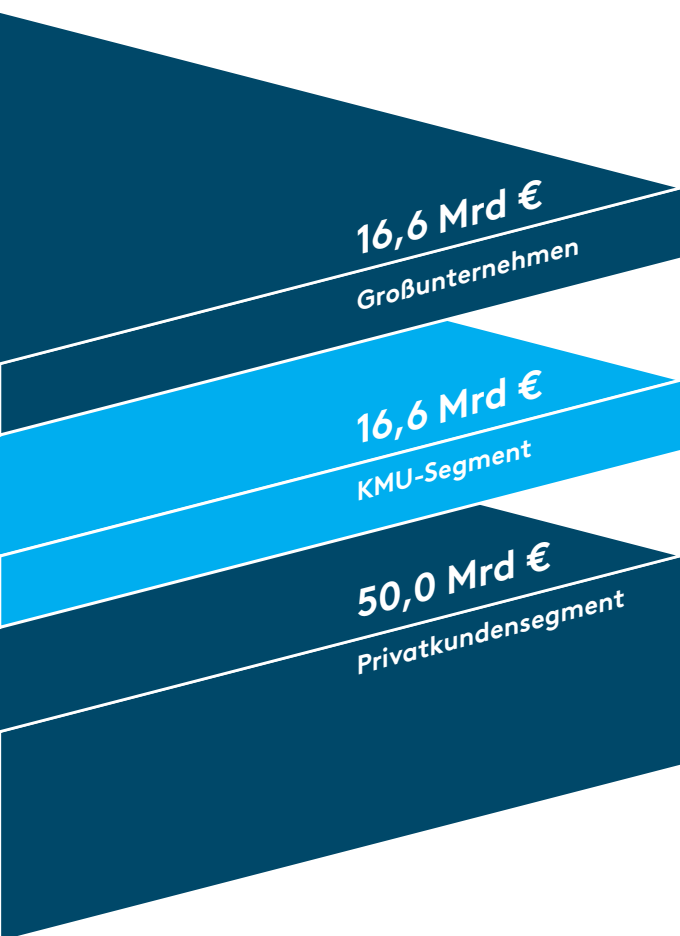 16,6 Mrd €
Großunternehmen
16,6 Mrd €
KMU-Segment
50,0 Mrd €
Privatkundensegment